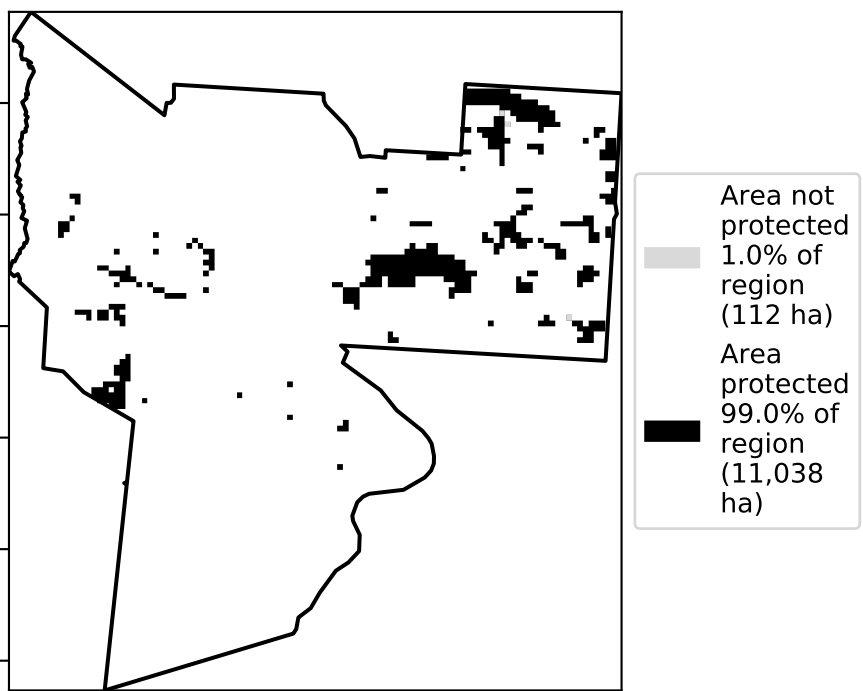 Area not
protected
1.0% of
region
(112 ha)
Area
protected
99.0% of
region
(11,038
ha)